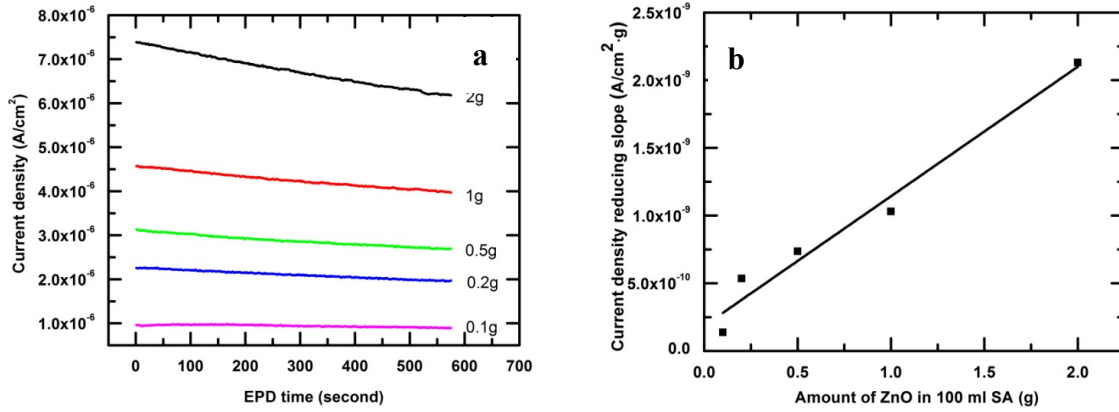 a
8.0x10⁻⁶
7.0x10⁻⁶
6.0x10⁻⁶
5.0x10⁻⁶
4.0x10⁻⁶
3.0x10⁻⁶
2.0x10⁻⁶
1.0x10⁻⁶
Current density (A/cm²)
2g
1g
0.5g
0.2g
0.1g
0 100 200 300 400 500 600 700
EPD time (second)
b
2.5x10⁻⁹
2.0x10⁻⁹
1.5x10⁻⁹
1.0x10⁻⁹
5.0x10⁻¹⁰
0.0
Current density reducing slope (A/cm²·g)
0.0 0.5 1.0 1.5 2.0
Amount of ZnO in 100 ml SA (g)